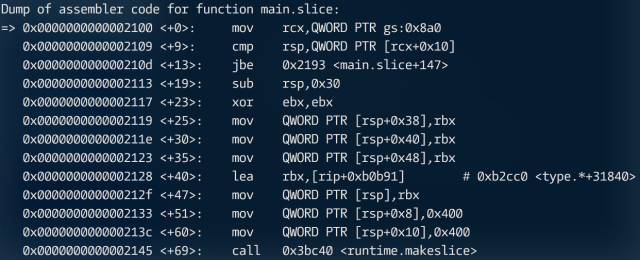 Dump of assembler code for function main.slice:
=> 0x0000000000002100 <+0>: mov rcx,QWORD PTR gs:0x8a0
0x0000000000002109 <+9>: cmp rsp,QWORD PTR [rcx+0x10]
0x000000000000210d <+13>: jbe 0x2193 <main.slice+147>
0x0000000000002113 <+19>: sub rsp,0x30
0x0000000000002117 <+23>: xor ebx,ebx
0x0000000000002119 <+25>: mov QWORD PTR [rsp+0x38],rbx
0x000000000000211e <+30>: mov QWORD PTR [rsp+0x40],rbx
0x0000000000002123 <+35>: mov QWORD PTR [rsp+0x48],rbx
0x0000000000002128 <+40>: lea rbx,[rip+0xb0b91] # 0xb2cc0 <type.*+31840>
0x000000000000212f <+47>: mov QWORD PTR [rsp],rbx
0x0000000000002133 <+51>: mov QWORD PTR [rsp+0x8],0x400
0x000000000000213c <+60>: mov QWORD PTR [rsp+0x10],0x400
0x0000000000002145 <+69>: call 0x3bc40 <runtime.makeslice>